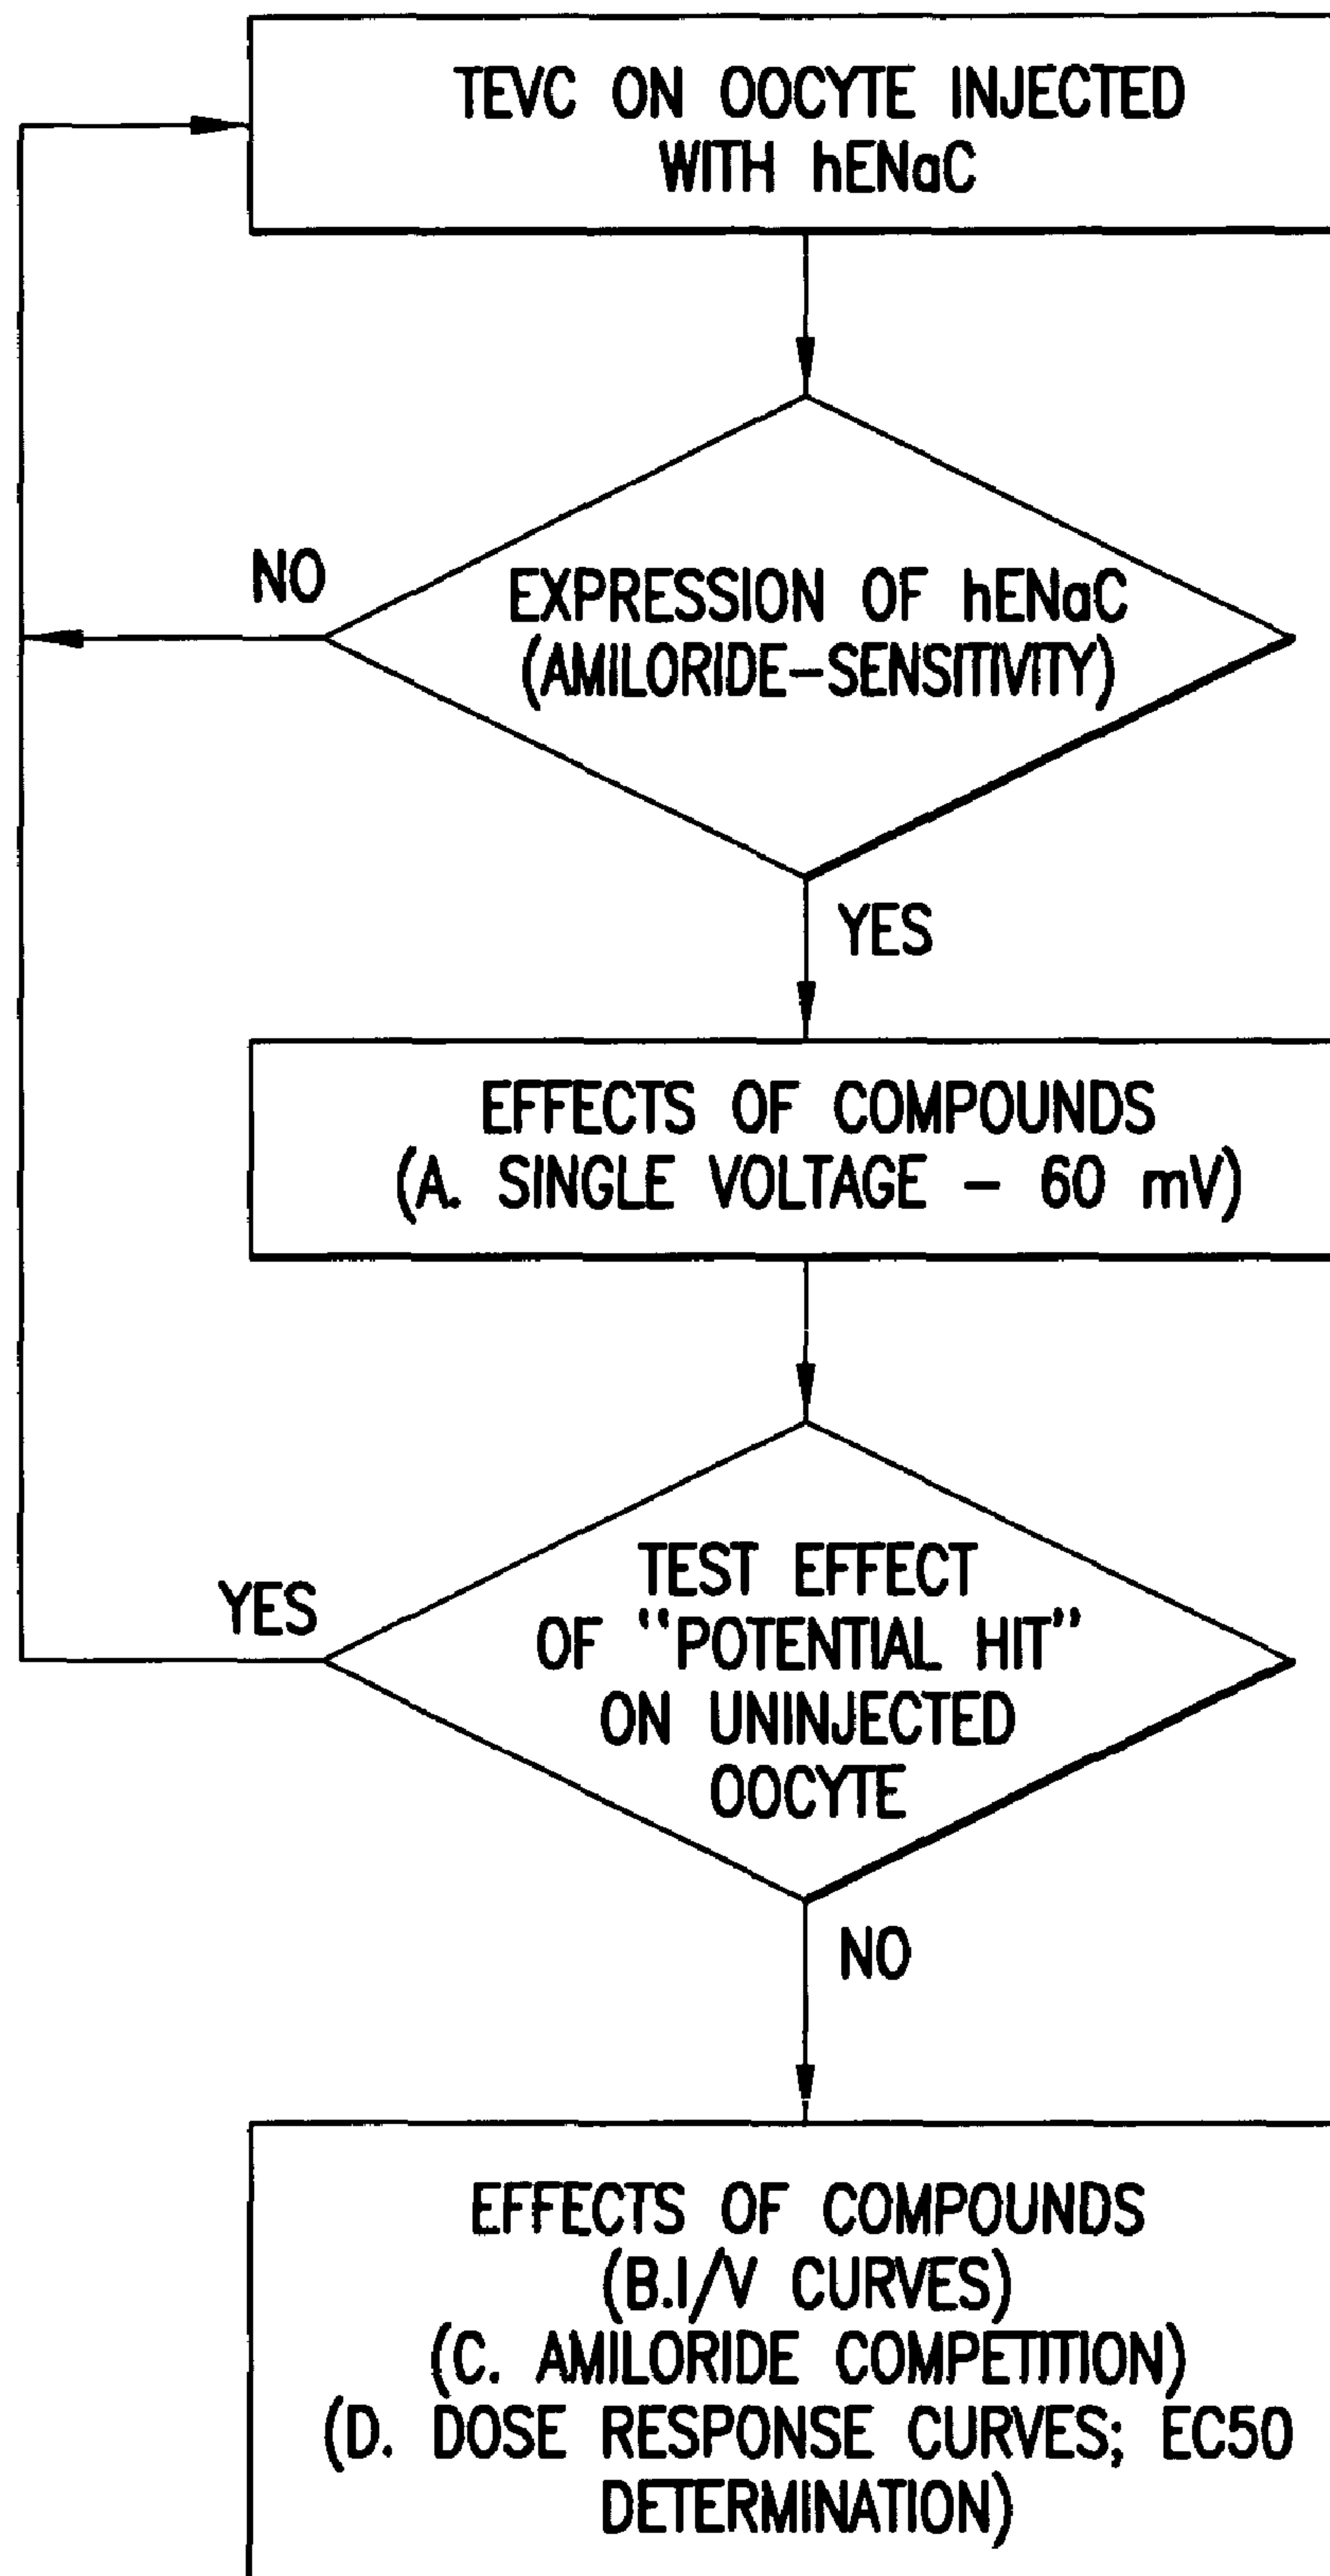 TEVC ON OOCYTE INJECTED
WITH hENaC
NO
EXPRESSION OF hENaC
(AMILORIDE-SENSITIVITY)
YES
EFFECTS OF COMPOUNDS
(A. SINGLE VOLTAGE - 60 mV)
YES
TEST EFFECT
OF "POTENTIAL HIT"
ON UNINJECTED
OOCYTE
NO
EFFECTS OF COMPOUNDS
(B.I/V CURVES)
(C. AMILORIDE COMPETITION)
(D. DOSE RESPONSE CURVES; EC50
DETERMINATION)